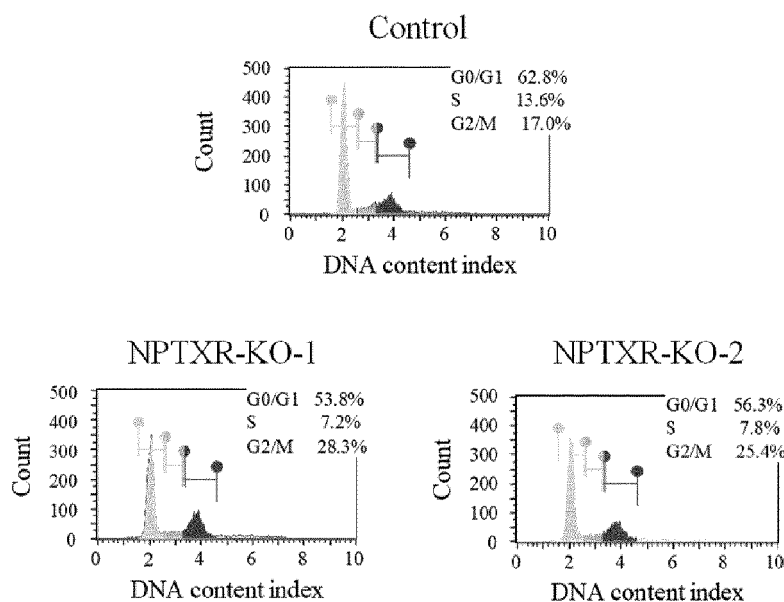 Control
500
400
300
200
100
0
Count
G0/G1 62.8%
S 13.6%
G2/M 17.0%
0 2 4 6 8 10
DNA content index
NPTXR-KO-1
500
400
300
200
100
0
Count
G0/G1 53.8%
S 7.2%
G2/M 28.3%
0 2 4 6 8 10
DNA content index
NPTXR-KO-2
500
400
300
200
100
0
Count
G0/G1 56.3%
S 7.8%
G2/M 25.4%
0 2 4 6 8 10
DNA content index